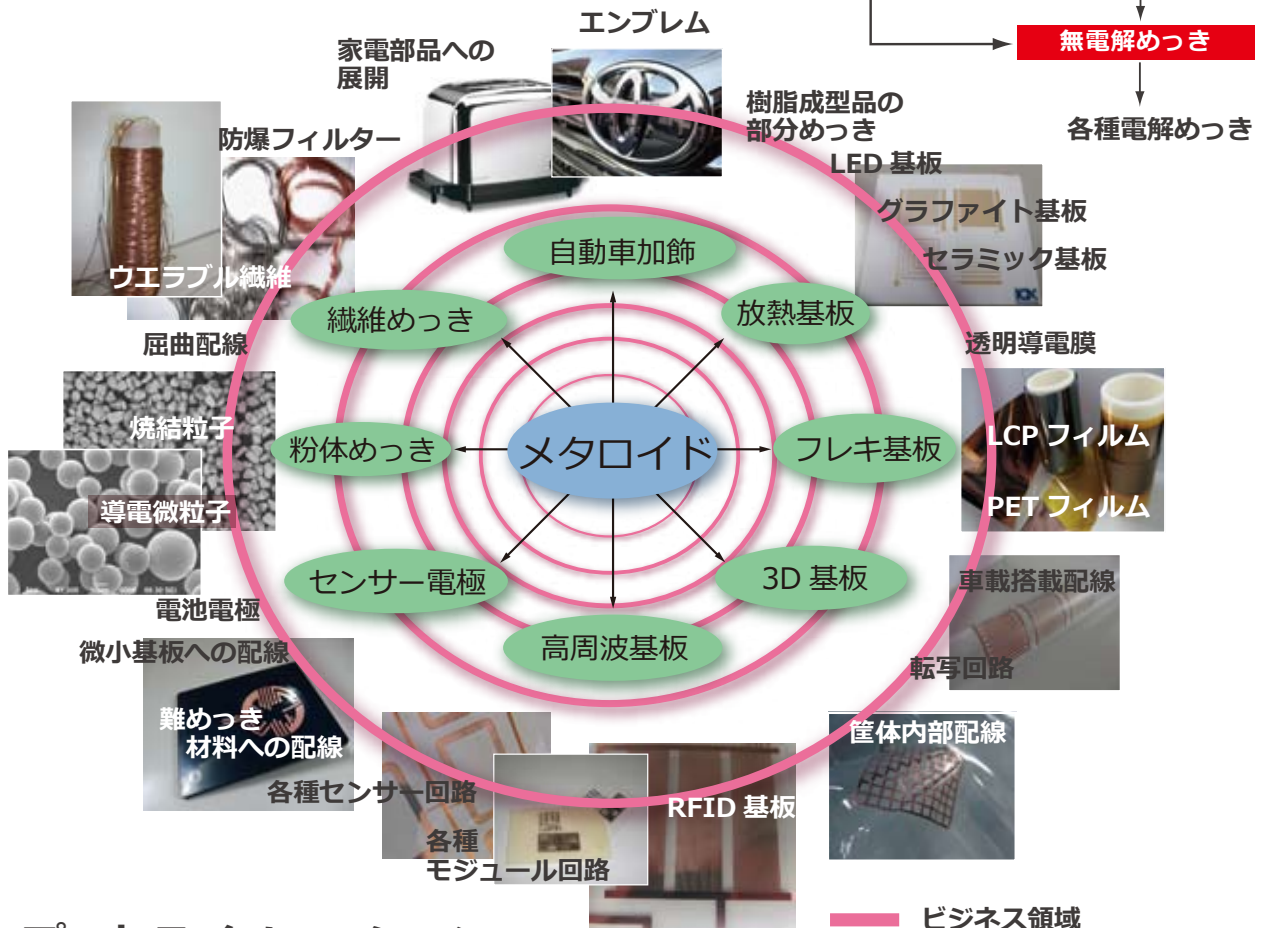 エンブレム
無電解めっき
家電部品への
展開
樹脂成型品の
部分めっき
各種電解めっき
防爆フィルター
LED 基板
グラファイト基板
セラミック基板
ウエラブル繊維
自動車加飾
繊維めっき
放熱基板
屈曲配線
透明導電膜
焼結粒子
LCP フィルム
粉体めっき
メタロイド
フレキ基板
導電微粒子
PET フィルム
センサー電極
3D 基板
車載搭載配線
電池電極
高周波基板
微小基板への配線
転写回路
難めっき
材料への配線
筐体内部配線
各種センサー回路
RFID 基板
各種
モジュール回路
ビジネス領域